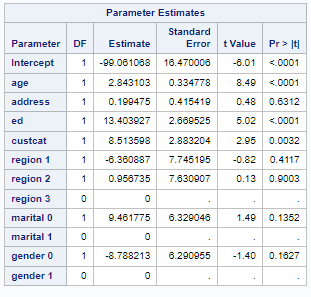 Parameter Estimates
Parameter DF Estimate Standard Error t Value Pr > |t|
Intercept 1 -99.061068 16.470006 -6.01 <.0001
age 1 2.843103 0.334778 8.49 <.0001
address 1 0.199475 0.415419 0.48 0.6312
ed 1 13.403927 2.669525 5.02 <.0001
custcat 1 8.513598 2.883204 2.95 0.0032
region 1 1 -6.360887 7.745195 -0.82 0.4117
region 2 1 0.956735 7.630907 0.13 0.9003
region 3 0 0 . . .
marital 0 1 9.461775 6.329046 1.49 0.1352
marital 1 0 0 . . .
gender 0 1 -8.788213 6.290955 -1.40 0.1627
gender 1 0 0 . . .